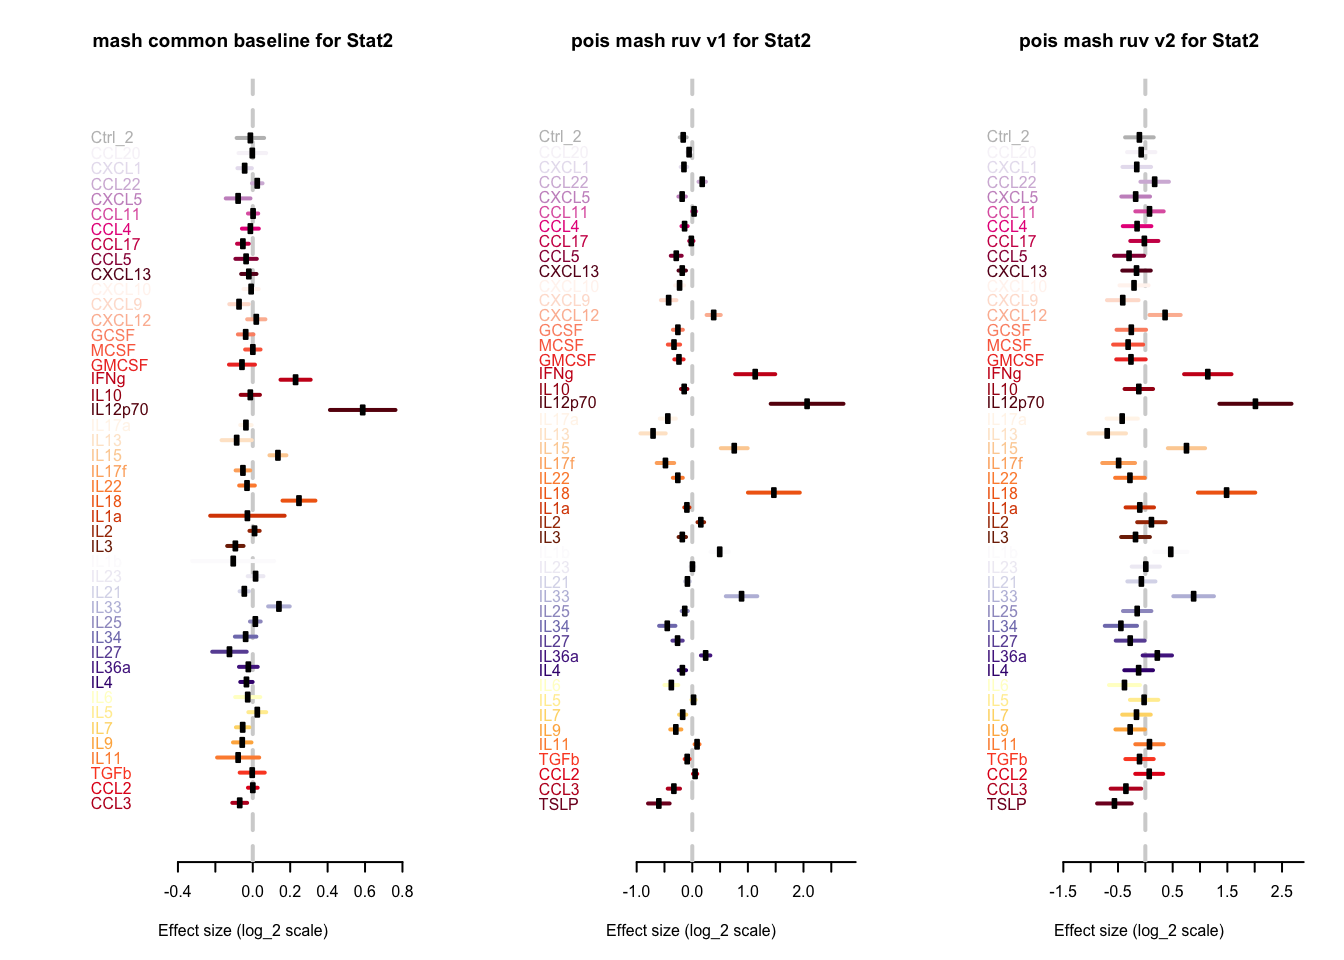 mash common baseline for Stat2
Ctrl_2
CCL20
CXCL1
CCL22
CXCL5
CCL11
CCL4
CCL17
CCL5
CXCL13
CXCL10
CXCL9
CXCL12
GCSF
MCSF
GMCSF
IFNg
IL10
IL12p70
IL17a
IL13
IL15
IL17f
IL22
IL18
IL1a
IL2
IL3
IL23
IL21
IL33
IL25
IL34
IL27
IL36a
IL4
IL5
IL7
IL9
IL11
TGFb
CCL2
CCL3
-0.4
0.0
0.2
0.4
0.6
0.8
Effect size (log_2 scale)
pois mash ruv v1 for Stat2
Ctrl_2
CCL20
CXCL1
CCL22
CXCL5
CCL11
CCL4
CCL17
CCL5
CXCL13
CXCL10
CXCL9
CXCL12
GCSF
MCSF
GMCSF
IFNg
IL10
IL12p70
IL17a
IL13
IL15
IL17f
IL22
IL18
IL1a
IL2
IL3
IL23
IL21
IL33
IL25
IL34
IL27
IL36a
IL4
IL5
IL7
IL9
IL11
TGFb
CCL2
CCL3
TSLP
-1.0
0.0
1.0
2.0
Effect size (log_2 scale)
pois mash ruv v2 for Stat2
Ctrl_2
CCL20
CXCL1
CCL22
CXCL5
CCL11
CCL4
CCL17
CCL5
CXCL13
CXCL10
CXCL9
CXCL12
GCSF
MCSF
GMCSF
IFNg
IL10
IL12p70
IL17a
IL13
IL15
IL17f
IL22
IL18
IL1a
IL2
IL3
IL23
IL21
IL33
IL25
IL34
IL27
IL36a
IL4
IL5
IL7
IL9
IL11
TGFb
CCL2
CCL3
TSLP
-1.5
-0.5
0.5
1.5
2.5
Effect size (log_2 scale)